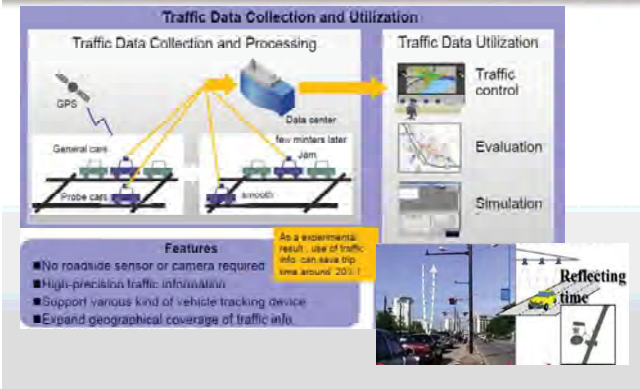 Traffic Data Collection and Utilization
Traffic Data Collection and Processing
GPS
General cars
Probe cars
Data center
few minters later
Jam
smooth
Traffic Data Utilization
Traffic
control
Evaluation
Simulation
Features
■No roadside sensor or camera required
■High-precision traffic information
■Support various kind of vehicle tracking device
■Expand geographical coverage of traffic info.
As a experimental
result , use of traffic
info. can save trip
time around 20% !
Reflecting
time